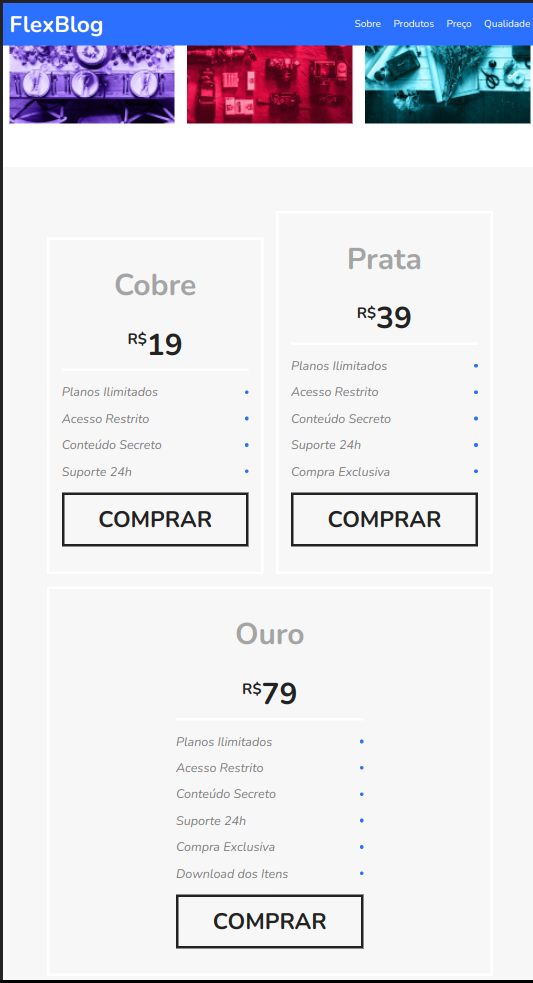 FlexBlog
Sobre Produtos Preço Qualidade
Cobre
R$19
Planos Ilimitados
Acesso Restrito
Conteúdo Secreto
Suporte 24h
COMPRAR
Prata
R$39
Planos Ilimitados
Acesso Restrito
Conteúdo Secreto
Suporte 24h
Compra Exclusiva
COMPRAR
Ouro
R$79
Planos Ilimitados
Acesso Restrito
Conteúdo Secreto
Suporte 24h
Compra Exclusiva
Download dos Itens
COMPRAR